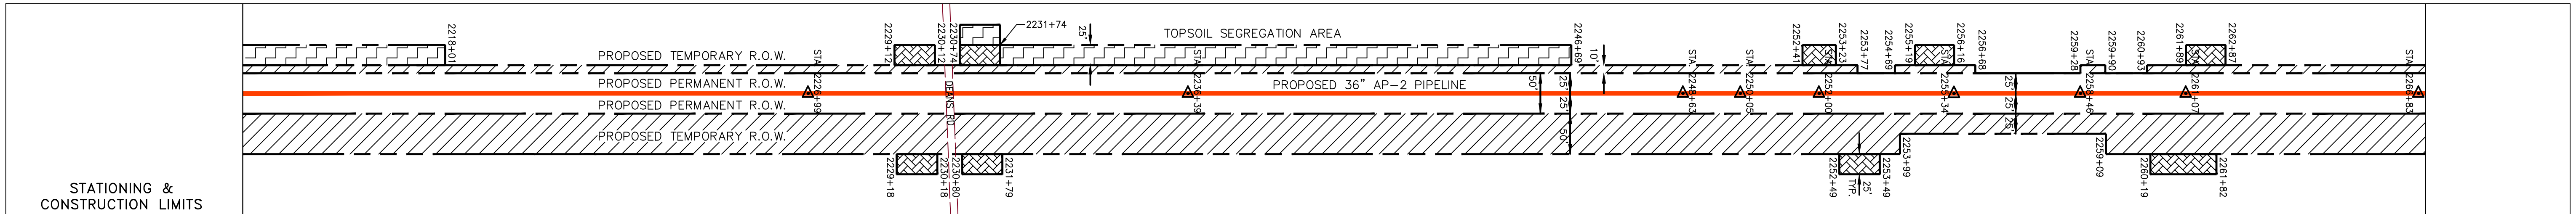 2218+01
PROPOSED TEMPORARY R.O.W.
PROPOSED PERMANENT R.O.W.
PROPOSED PERMANENT R.O.W.
PROPOSED TEMPORARY R.O.W.
STA. 2226+99
2229+12
2230+12
2230+74
2231+74
DEANS RD
2229+18
2230+18
2230+80
2231+79
25'
TOPSOIL SEGREGATION AREA
STA. 2236+39
PROPOSED 36" AP-2 PIPELINE
50'
25'
25'
50'
2246+69
10'
STA. 2248+63
STA. 2250+05
2252+41
STA. 2252+00
2253+23
2253+77
2254+69
2255+19
STA. 2255+34
2256+16
2256+68
25'
25'
25'
2252+49
2253+49
25'
TYP.
2253+99
2259+28
STA. 2258+46
2259+90
2260+93
2261+89
STA. 2261+07
2262+87
2259+09
2260+19
2261+82
STA. 2266+83
STATIONING &
CONSTRUCTION LIMITS